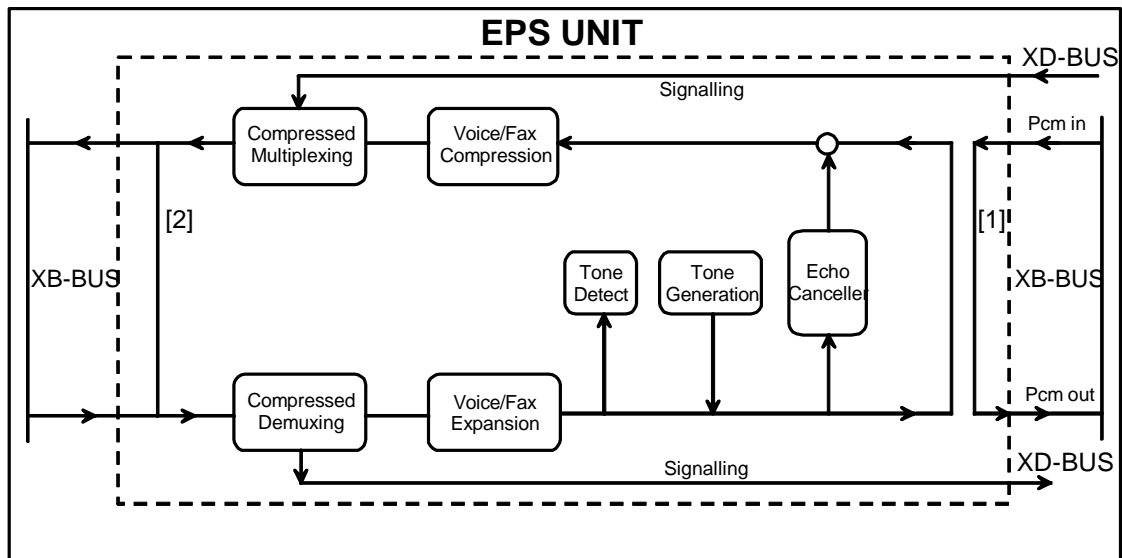 EPS UNIT
XD-BUS
Signalling
Pcm in
Compressed
Multiplexing
Voice/Fax
Compression
[2]
[1]
XB-BUS
Tone
Detect
Tone
Generation
Echo
Canceller
XB-BUS
Compressed
Demuxing
Voice/Fax
Expansion
Pcm out
Signalling
XD-BUS